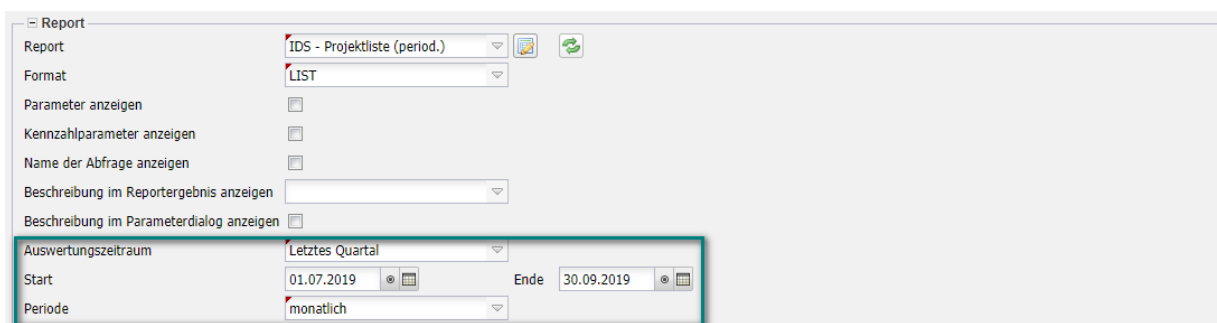 Report
Report IDS - Projektliste (period.)
Format LIST
Parameter anzeigen
Kennzahlparameter anzeigen
Name der Abfrage anzeigen
Beschreibung im Reportergebnis anzeigen
Beschreibung im Parameterdialog anzeigen
Auswertungszeitraum Letztes Quartal
Start 01.07.2019 Ende 30.09.2019
Periode monatlich